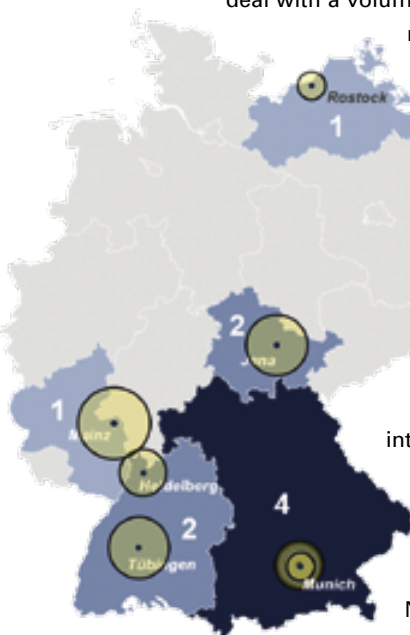 deal with a volum
Rostock
1
2
Jena
1
Mainz
Heidelberg
int
4
2
Tübingen
Munich
N